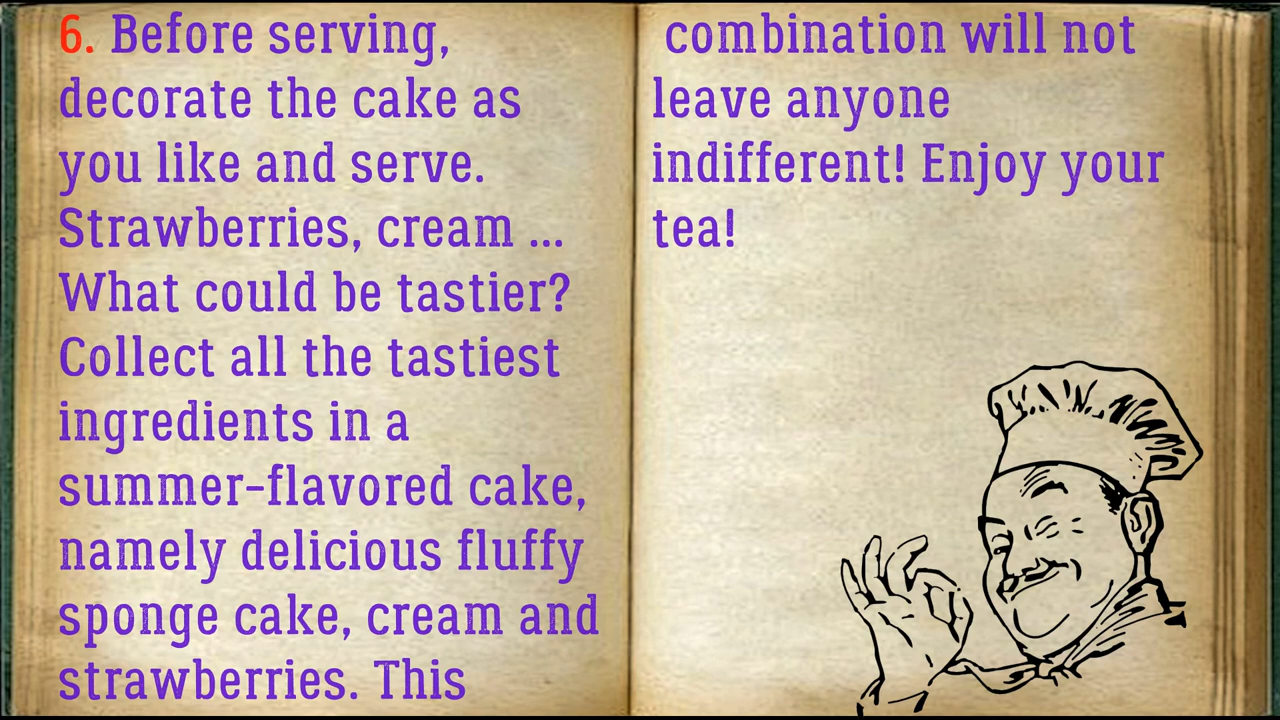 6. Before serving,
decorate the cake as
you like and serve.
Strawberries, cream ...
What could be tastier?
Collect all the tastiest
ingredients in a
summer-flavored cake,
namely delicious fluffy
sponge cake, cream and
strawberries. This
combination will not
leave anyone
indifferent! Enjoy your
tea!